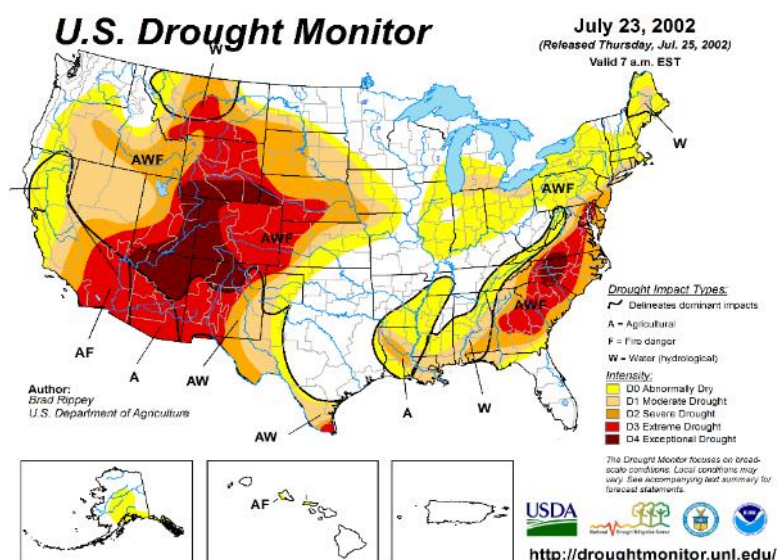 U.S. Drought Monitor
July 23, 2002
(Released Thursday, Jul. 25, 2002)
Valid 7 a.m. EST
W
W
AWF
AWF
AWF
AWF
AF
A
AW
AW
A
W
Drought Impact Types:
Delineates dominant impacts
A = Agricultural
F = Fire danger
W = Water (hydrological)
Intensity:
D0 Abnormally Dry
D1 Moderate Drought
D2 Severe Drought
D3 Extreme Drought
D4 Exceptional Drought
Author:
Brad Rippey
U.S. Department of Agriculture
The Drought Monitor focuses on broad-
scale conditions. Local conditions may
vary. See accompanying text summary for
forecast statements.
AF
USDA
National Drought Mitigation Center
http://droughtmonitor.unl.edu/